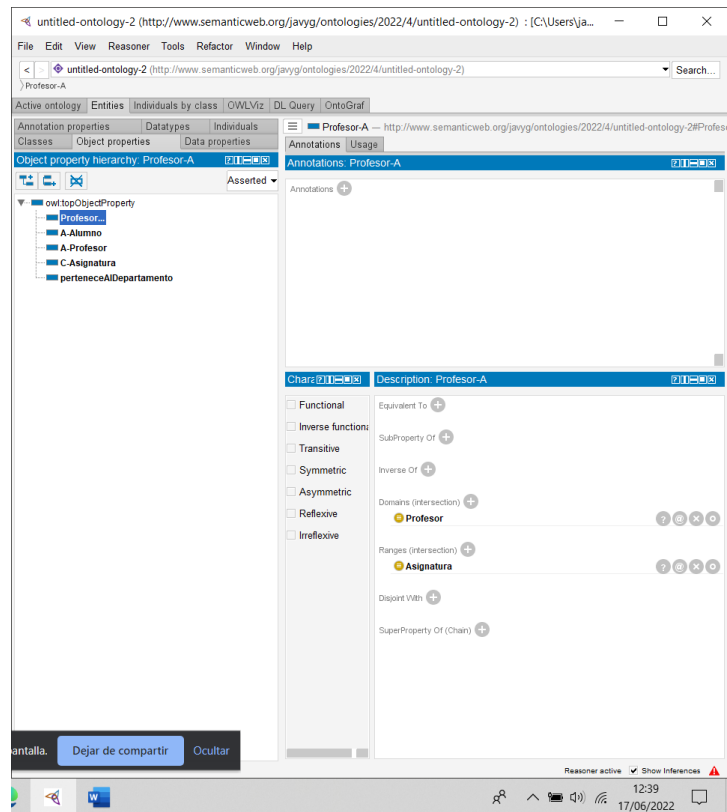 untitled-ontology-2 (http://www.semanticweb.org/javyg/ontologies/2022/4/untitled-ontology-2) : [C:\Users\ja...
File Edit View Reasoner Tools Refactor Window Help
< > untitled-ontology-2 (http://www.semanticweb.org/javyg/ontologies/2022/4/untitled-ontology-2) Search...
Profesor-A
Active ontology Entities Individuals by class OWLViz DL Query OntoGraf
Annotation properties Datatypes Individuals
Classes Object properties Data properties
Object property hierarchy: Profesor-A
Asserted
owl:topObjectProperty
Profesor...
A-Alumno
A-Profesor
C-Asignatura
perteneceAlDepartamento
Profesor-A — http://www.semanticweb.org/javyg/ontologies/2022/4/untitled-ontology-2#Profeso
Annotations Usage
Annotations: Profesor-A
Annotations
Chara
Functional
Inverse functiona
Transitive
Symmetric
Asymmetric
Reflexive
Irreflexive
Description: Profesor-A
Equivalent To
SubProperty Of
Inverse Of
Domains (intersection)
Profesor
Ranges (intersection)
Asignatura
Disjoint With
SuperProperty Of (Chain)
pantalla. Dejar de compartir Ocultar
Reasoner active Show Inferences
W
12:39
17/06/2022